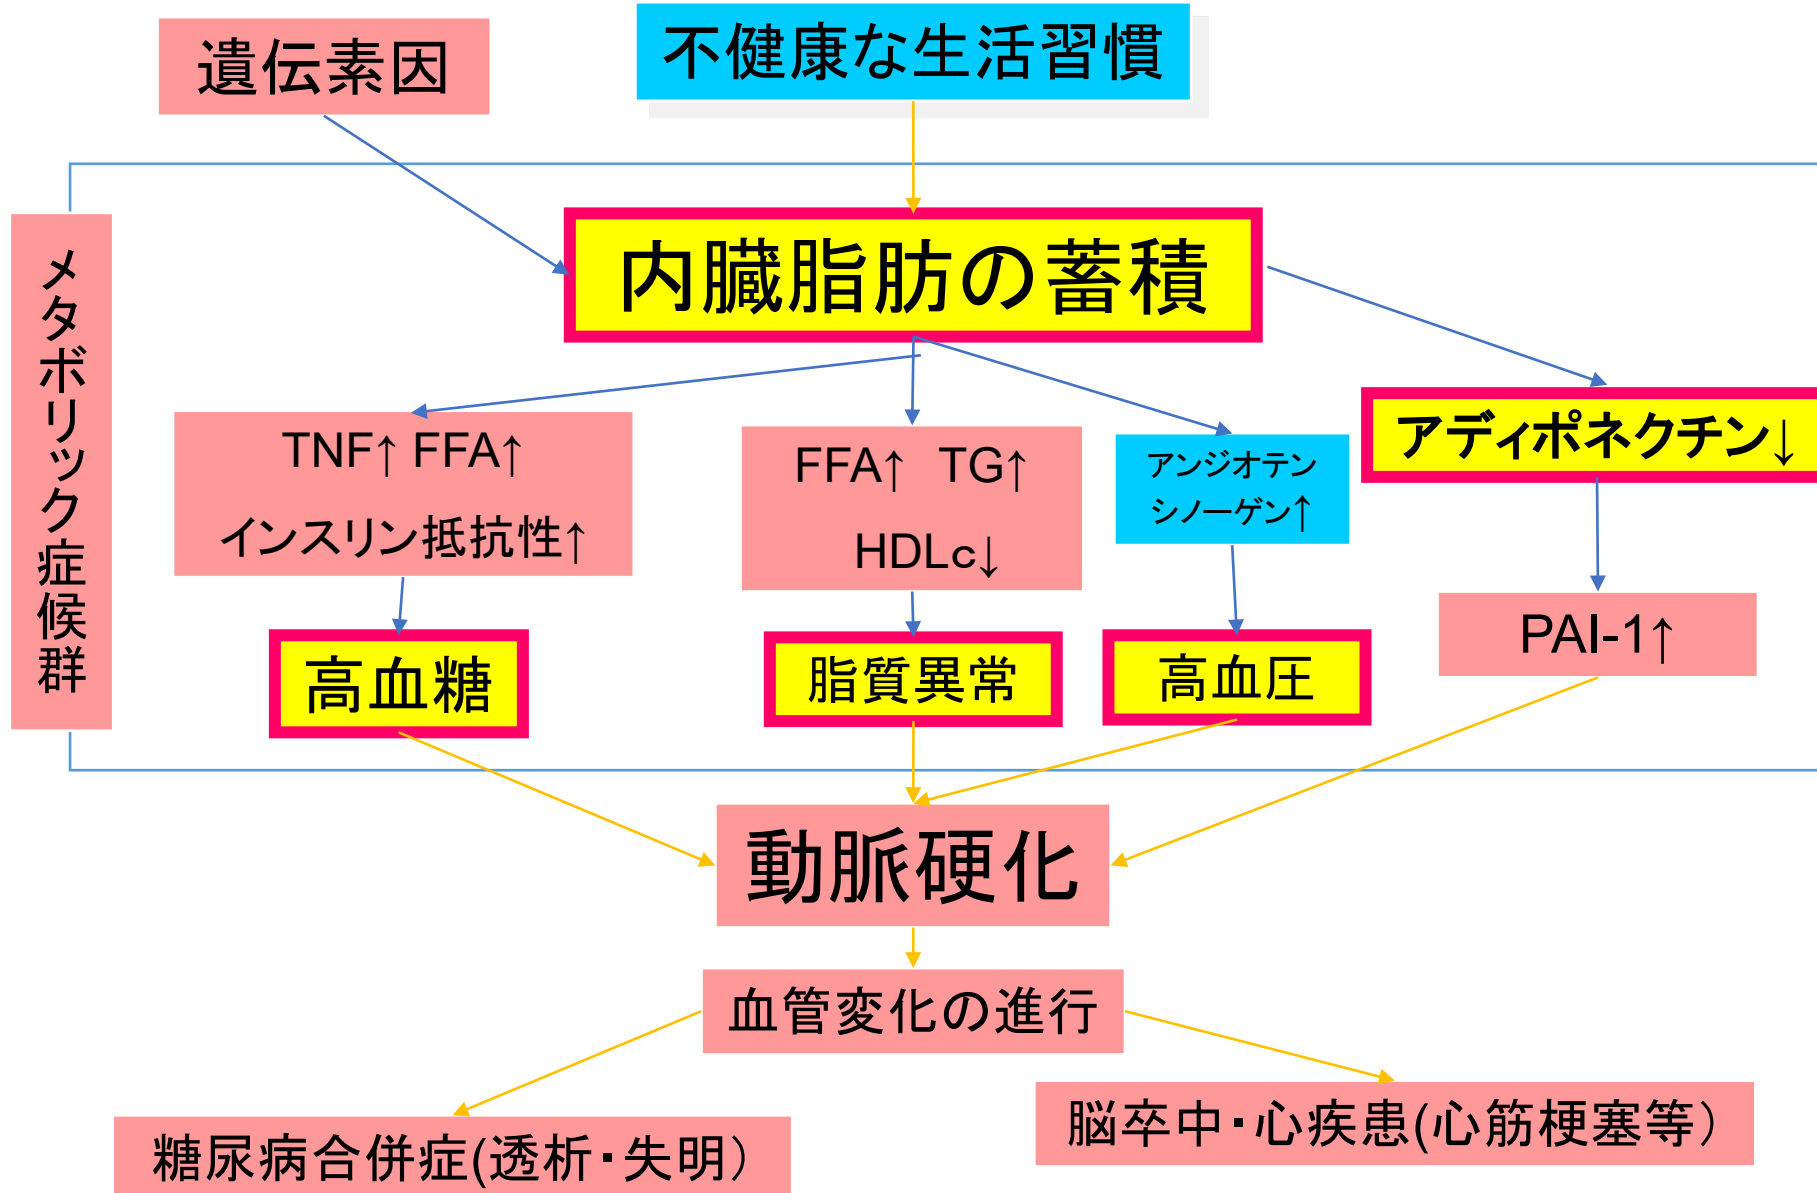 遺伝素因
不健康な生活習慣
メタボリック症候群
内臓脂肪の蓄積
TNF↑ FFA↑
インスリン抵抗性↑
FFA↑ TG↑
HDLc↓
アンジオテン
シノーゲン↑
アディポネクチン↓
高血糖
脂質異常
高血圧
PAI-1↑
動脈硬化
血管変化の進行
糖尿病合併症(透析・失明）
脳卒中・心疾患(心筋梗塞等）